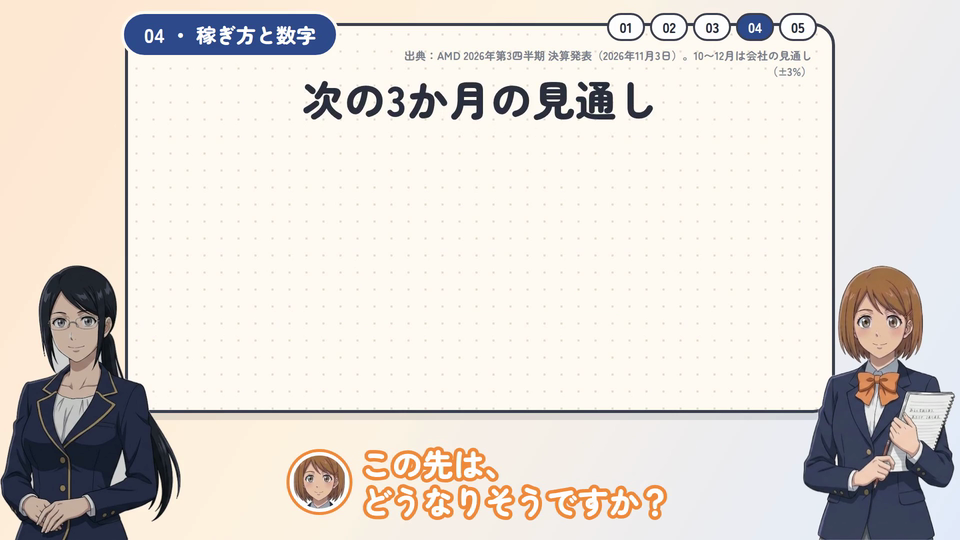 04 ・ 稼ぎ方と数字
01 02 03 04 05
出典：AMD 2026年第3四半期 決算発表（2026年11月3日）。10〜12月は会社の見通し
（±3%）
次の3か月の見通し
この先は、
どうなりそうですか？